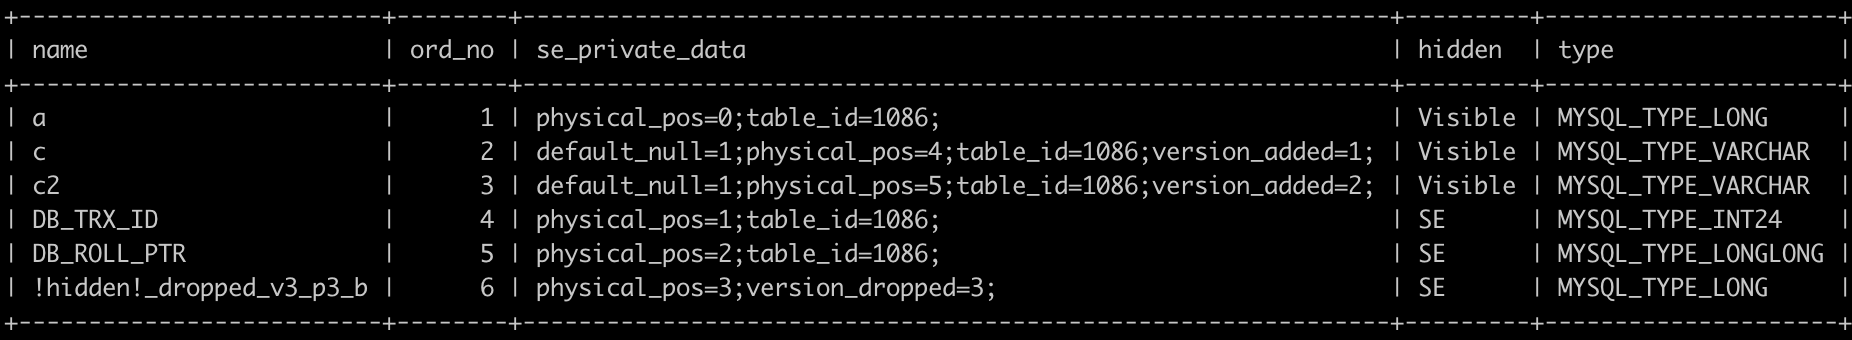 +--------------------------+--------+--------------------------------------------------------------+---------+--------------------+
| name                     | ord_no | se_private_data                                              | hidden  | type               |
+--------------------------+--------+--------------------------------------------------------------+---------+--------------------+
| a                        |      1 | physical_pos=0;table_id=1086;                                | Visible | MYSQL_TYPE_LONG    |
| c                        |      2 | default_null=1;physical_pos=4;table_id=1086;version_added=1; | Visible | MYSQL_TYPE_VARCHAR |
| c2                       |      3 | default_null=1;physical_pos=5;table_id=1086;version_added=2; | Visible | MYSQL_TYPE_VARCHAR |
| DB_TRX_ID                |      4 | physical_pos=1;table_id=1086;                                | SE      | MYSQL_TYPE_INT24   |
| DB_ROLL_PTR              |      5 | physical_pos=2;table_id=1086;                                | SE      | MYSQL_TYPE_LONGLONG |
| !hidden!_dropped_v3_p3_b |      6 | physical_pos=3;version_dropped=3;                            | SE      | MYSQL_TYPE_LONG    |
+--------------------------+--------+--------------------------------------------------------------+---------+--------------------+